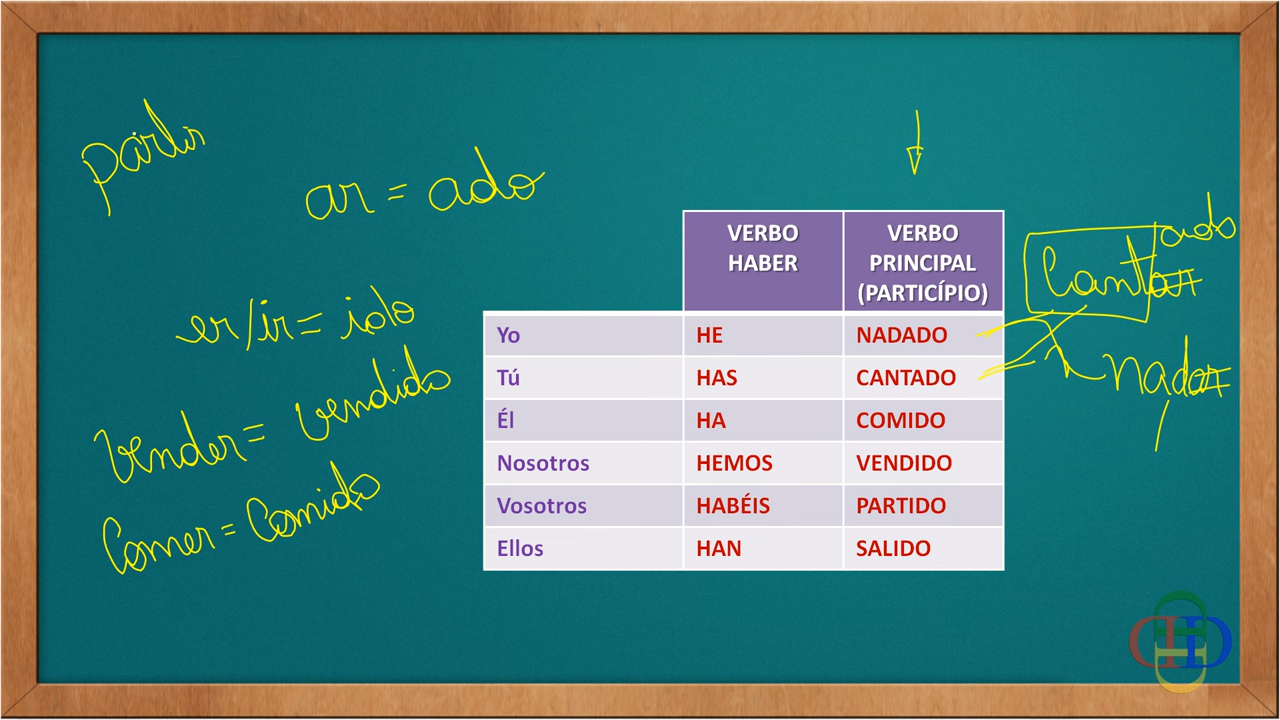 partir
ar = ado
er/ir = ido
Vender = vendido
Comer = Comido
VERBO HABER
VERBO PRINCIPAL (PARTICÍPIO)
Yo HE NADADO
Tú HAS CANTADO
Él HA COMIDO
Nosotros HEMOS VENDIDO
Vosotros HABÉIS PARTIDO
Ellos HAN SALIDO
ado
Cantar
nadar